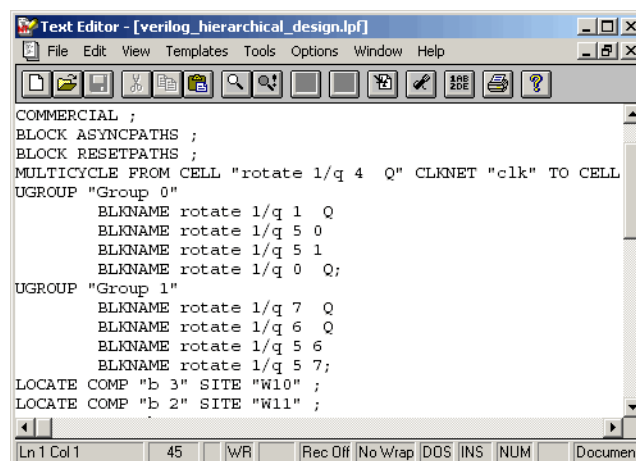 Text Editor - [verilog_hierarchical_design.lpf]
File Edit View Templates Tools Options Window Help
1AB
2DE
COMMERCIAL ;
BLOCK ASYNCPATHS ;
BLOCK RESETPATHS ;
MULTICYCLE FROM CELL "rotate 1/q 4  Q" CLKNET "clk" TO CELL
UGROUP "Group 0"
BLKNAME rotate 1/q 1  Q
BLKNAME rotate 1/q 5 0
BLKNAME rotate 1/q 5 1
BLKNAME rotate 1/q 0  Q;
UGROUP "Group 1"
BLKNAME rotate 1/q 7  Q
BLKNAME rotate 1/q 6  Q
BLKNAME rotate 1/q 5 6
BLKNAME rotate 1/q 5 7;
LOCATE COMP "b 3" SITE "W10" ;
LOCATE COMP "b 2" SITE "W11" ;
Ln 1 Col 1 45 WR Rec Off No Wrap DOS INS NUM Documen